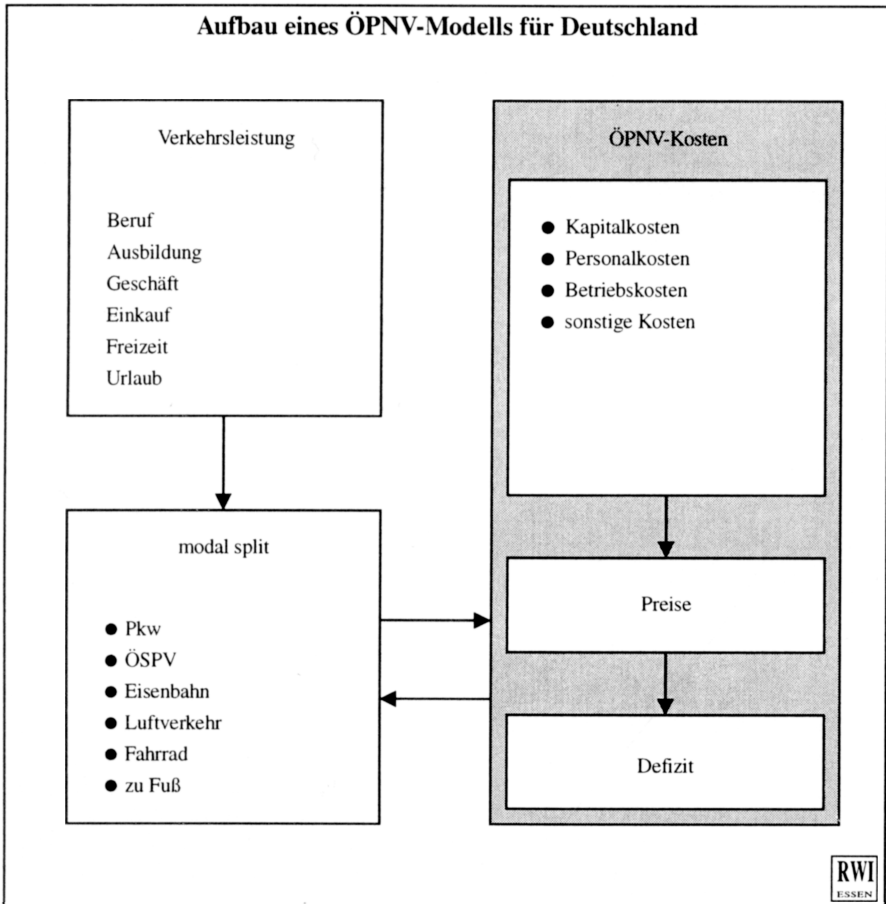 Aufbau eines ÖPNV-Modells für Deutschland
Verkehrsleistung
Beruf
Ausbildung
Geschäft
Einkauf
Freizeit
Urlaub
modal split
● Pkw
● ÖSPV
● Eisenbahn
● Luftverkehr
● Fahrrad
● zu Fuß
ÖPNV-Kosten
● Kapitalkosten
● Personalkosten
● Betriebskosten
● sonstige Kosten
Preise
Defizit
RWI
ESSEN